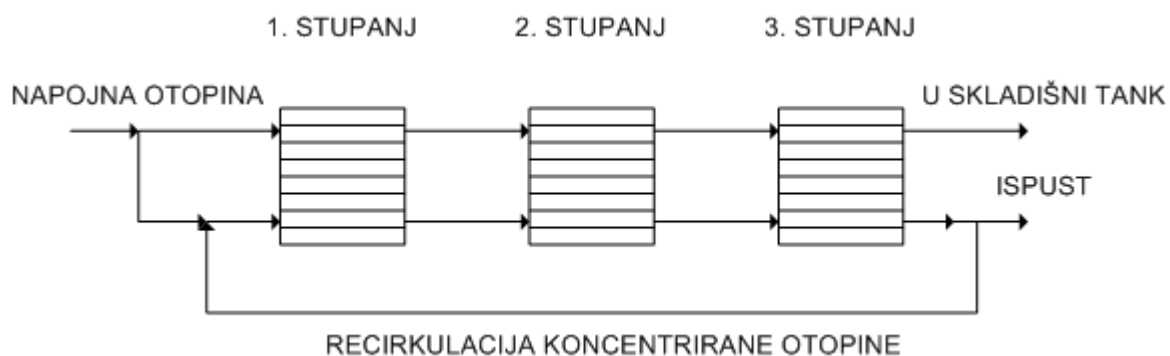 1. STUPANJ 2. STUPANJ 3. STUPANJ
NAPOJNA OTOPINA U SKLADIŠNI TANK
ISPUST
RECIRKULACIJA KONCENTRIRANE OTOPINE